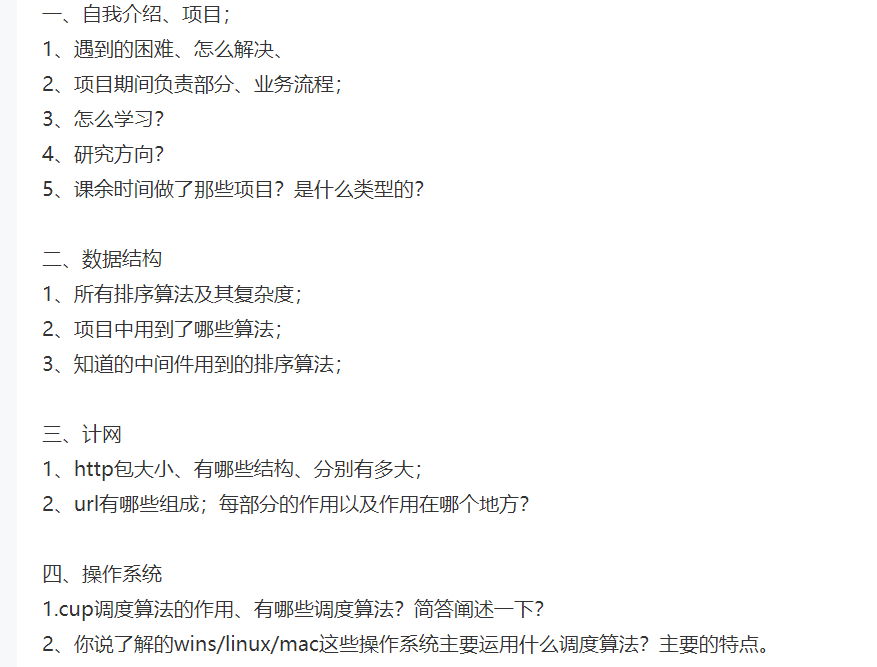 一、自我介绍、项目；
1、遇到的困难、怎么解决、
2、项目期间负责部分、业务流程；
3、怎么学习？
4、研究方向？
5、课余时间做了那些项目？是什么类型的？
二、数据结构
1、所有排序算法及其复杂度；
2、项目中用到了哪些算法；
3、知道的中间件用到的排序算法；
三、计网
1、http包大小、有哪些结构、分别有多大；
2、url有哪些组成；每部分的作用以及作用在哪个地方？
四、操作系统
1.cup调度算法的作用、有哪些调度算法？简答阐述一下？
2、你说了解的wins/linux/mac这些操作系统主要运用什么调度算法？主要的特点。